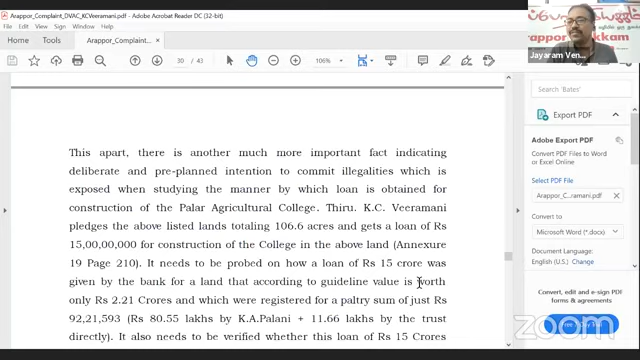 Arappor_Complaint_DVAC_KCVeeramani.pdf - Adobe Acrobat Reader DC (32-bit)
File Edit View Sign Window Help
Home Tools Arappor_Complaint_... ×
30 / 43 106%
This apart, there is another much more important fact indicating
deliberate and pre-planned intention to commit illegalities which is
exposed when studying the manner by which loan is obtained for
construction of the Palar Agricultural College. Thiru. K.C. Veeramani
pledges the above listed lands totaling 106.6 acres and gets a loan of Rs
15,00,00,000 for construction of the College in the above land (Annexure
19 Page 210). It needs to be probed on how a loan of Rs 15 crore was
given by the bank for a land that according to guideline value is worth
only Rs 2.21 Crores and which were registered for a paltry sum of just Rs
92,21,593 (Rs 80.55 lakhs by K.A.Palani + 11.66 lakhs by the trust
directly). It also needs to be verified whether this loan of Rs 15 Crores
Jayaram Ven...
Search 'Bates'
Export PDF
Adobe Export PDF
Convert PDF Files to Word
or Excel Online
Select PDF File
Arappor_C...ramani.pdf ×
Convert to
Microsoft Word (*.docx)
Document Language:
English (U.S.) Change
Convert, edit and e-sign PDF
forms & agreements
zoom